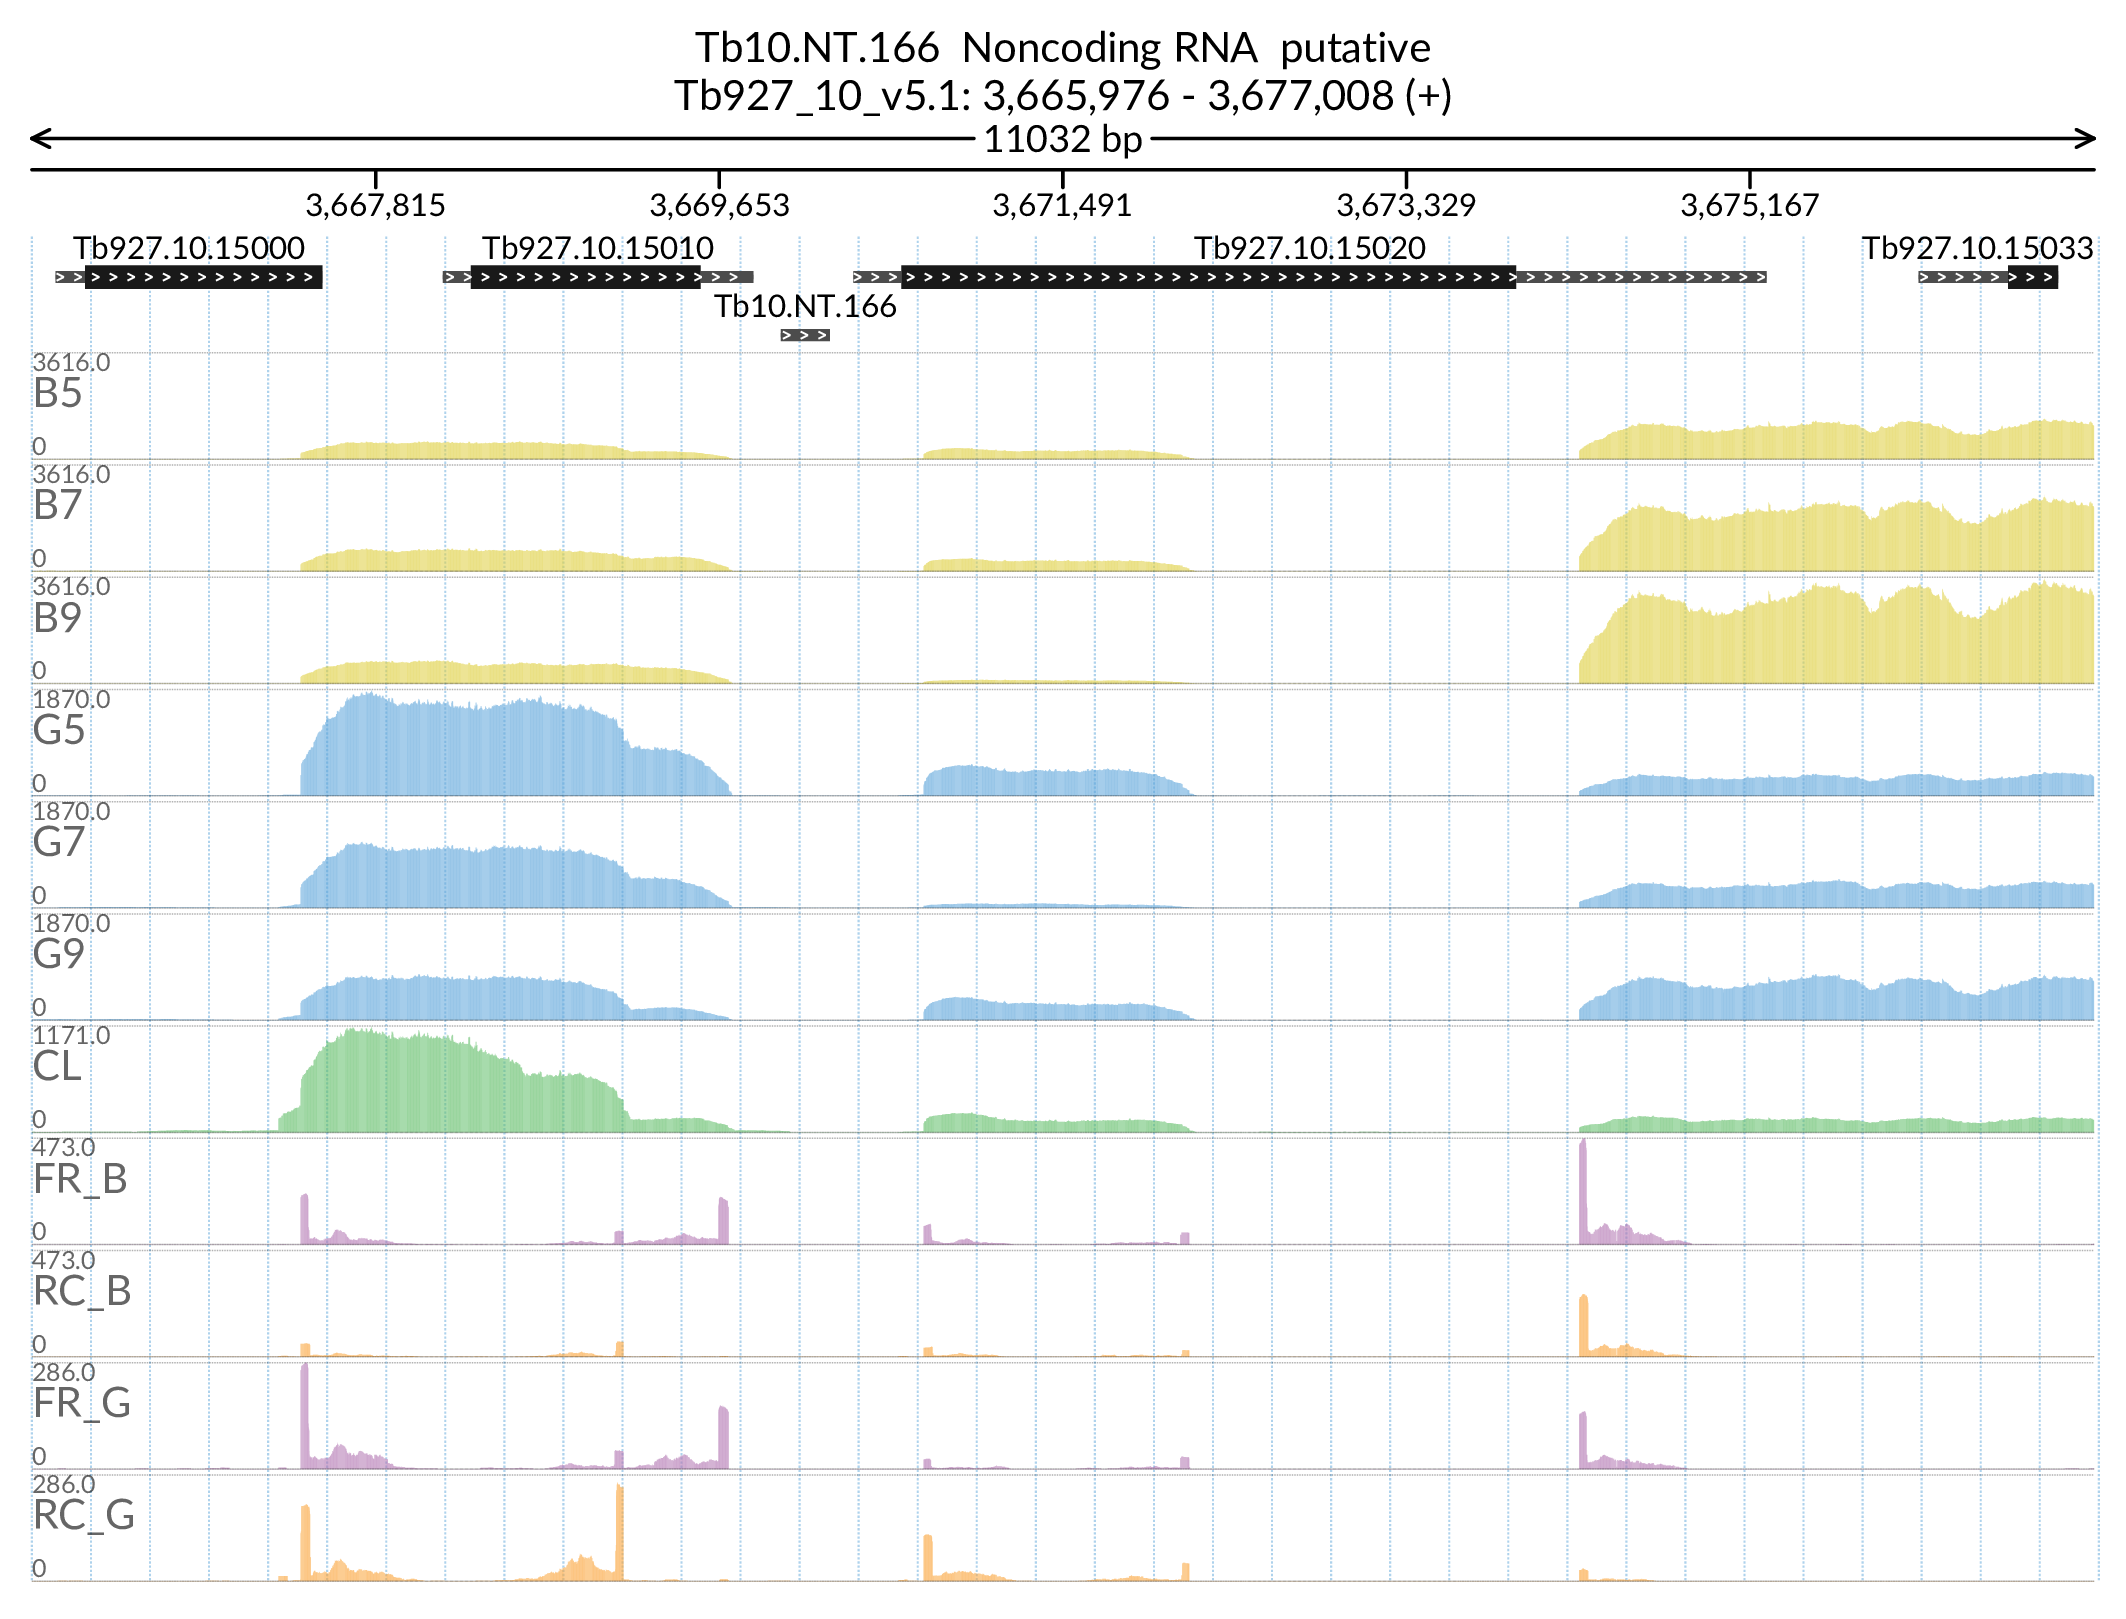 Tb10.NT.166 Noncoding RNA putative
Tb927_10_v5.1: 3,665,976 - 3,677,008 (+)
11032 bp
3,667,815 3,669,653 3,671,491 3,673,329 3,675,167
Tb927.10.15000 Tb927.10.15010 Tb927.10.15020 Tb927.10.15033
Tb10.NT.166
3616.0
B5
0
3616.0
B7
0
3616.0
B9
0
1870.0
G5
0
1870.0
G7
0
1870.0
G9
0
1171.0
CL
0
473.0
FR_B
0
473.0
RC_B
0
286.0
FR_G
0
286.0
RC_G
0